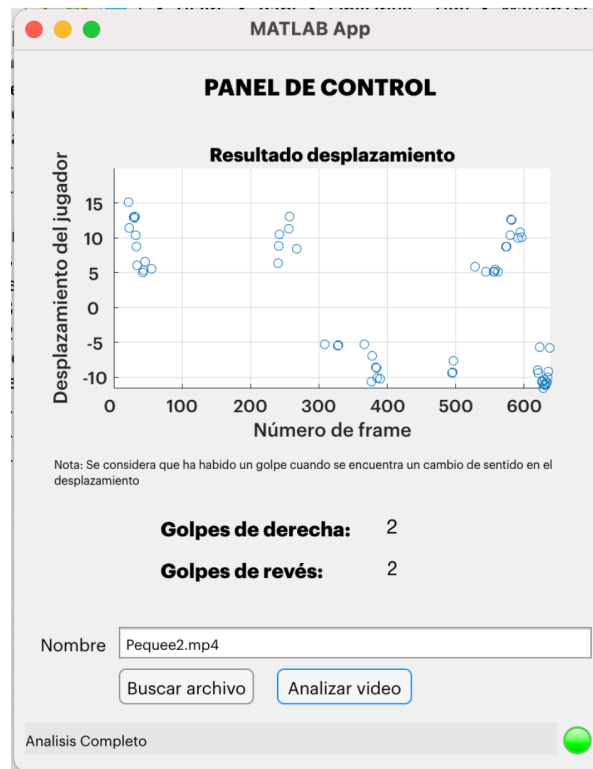 MATLAB App
PANEL DE CONTROL
Resultado desplazamiento
Desplazamiento del jugador
15
10
5
0
-5
-10
0 100 200 300 400 500 600
Número de frame
Nota: Se considera que ha habido un golpe cuando se encuentra un cambio de sentido en el
desplazamiento
Golpes de derecha: 2
Golpes de revés: 2
Nombre Pequee2.mp4
Buscar archivo Analizar video
Analisis Completo